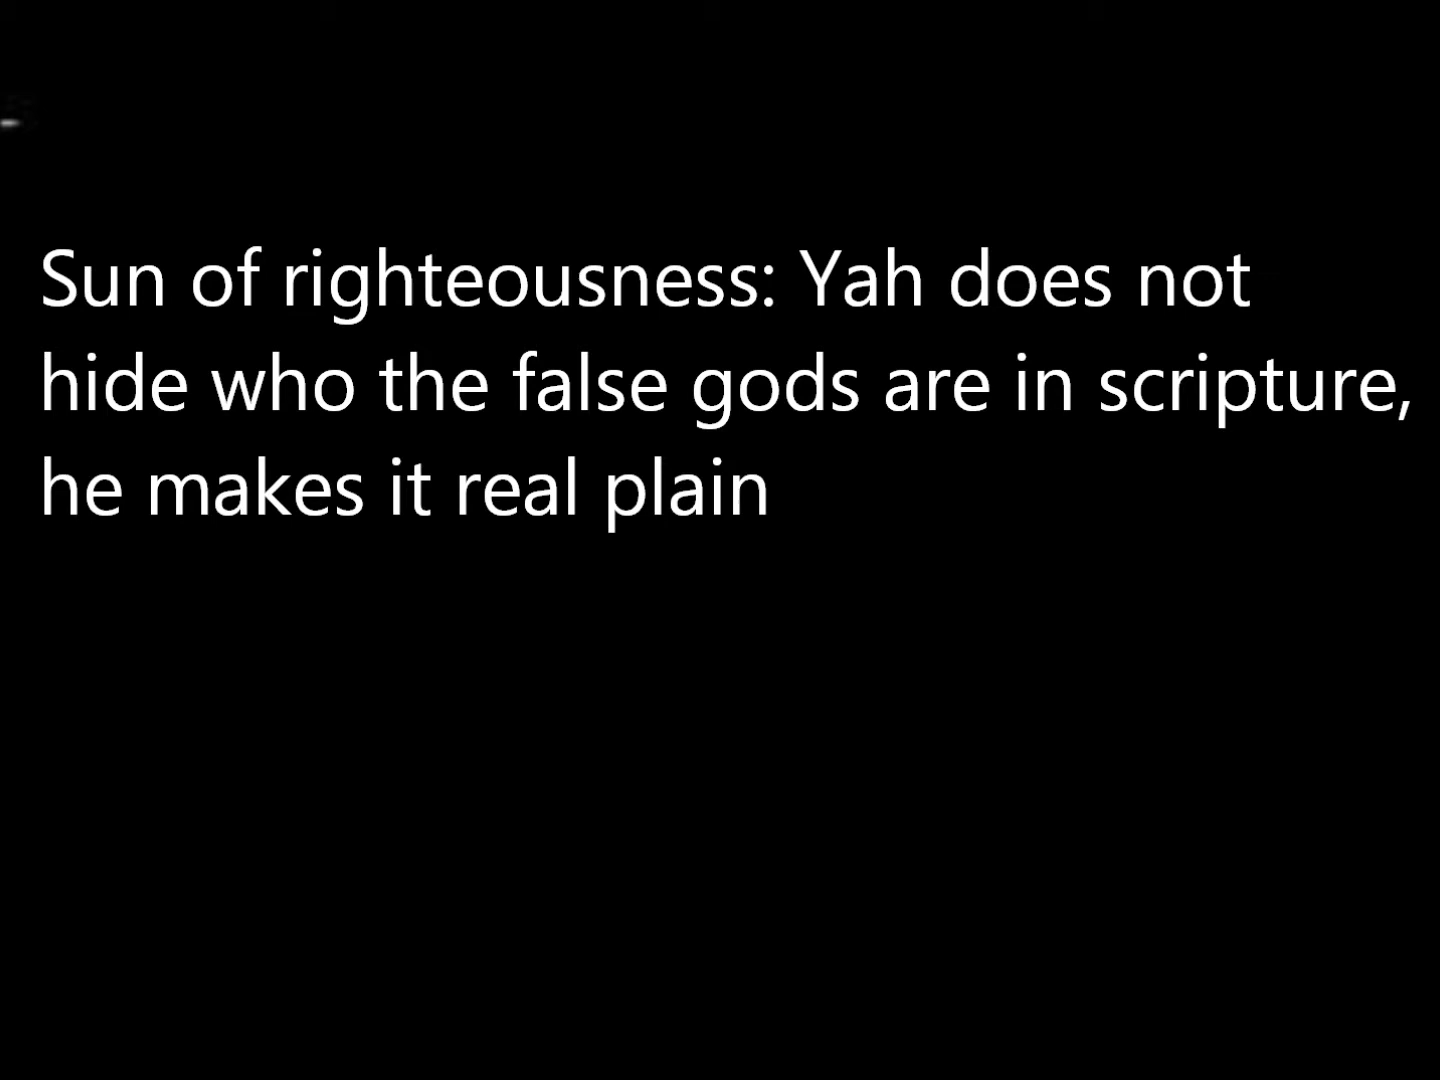 Sun of righteousness: Yah does not
hide who the false gods are in scripture,
he makes it real plain